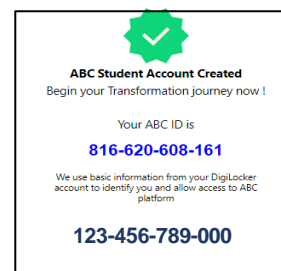 ABC Student Account Created
Begin your Transformation journey now !
Your ABC ID is
816-620-608-161
We use basic information from your DigiLocker
account to identify you and allow access to ABC
platform
123-456-789-000